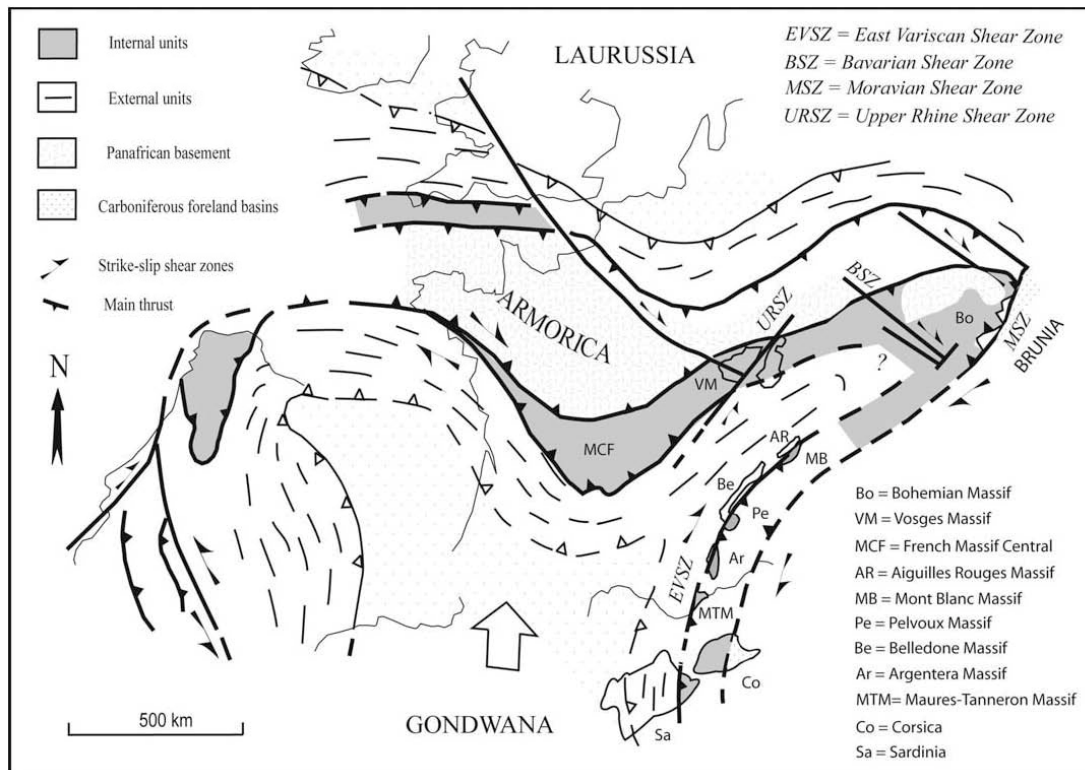 Internal units
External units
Panafrican basement
Carboniferous foreland basins
Strike-slip shear zones
Main thrust
N
500 km
LAURUSSIA
EVSZ = East Variscan Shear Zone
BSZ = Bavarian Shear Zone
MSZ = Moravian Shear Zone
URSZ = Upper Rhine Shear Zone
ARMORICA
URSZ
BSZ
Bo
MSZ
BRUNIA
VM
?
MCF
AR
MB
Be
Pe
Ar
EVSZ
MTM
Co
Sa
GONDWANA
Bo = Bohemian Massif
VM = Vosges Massif
MCF = French Massif Central
AR = Aiguilles Rouges Massif
MB = Mont Blanc Massif
Pe = Pelvoux Massif
Be = Belledone Massif
Ar = Argentera Massif
MTM= Maures-Tanneron Massif
Co = Corsica
Sa = Sardinia